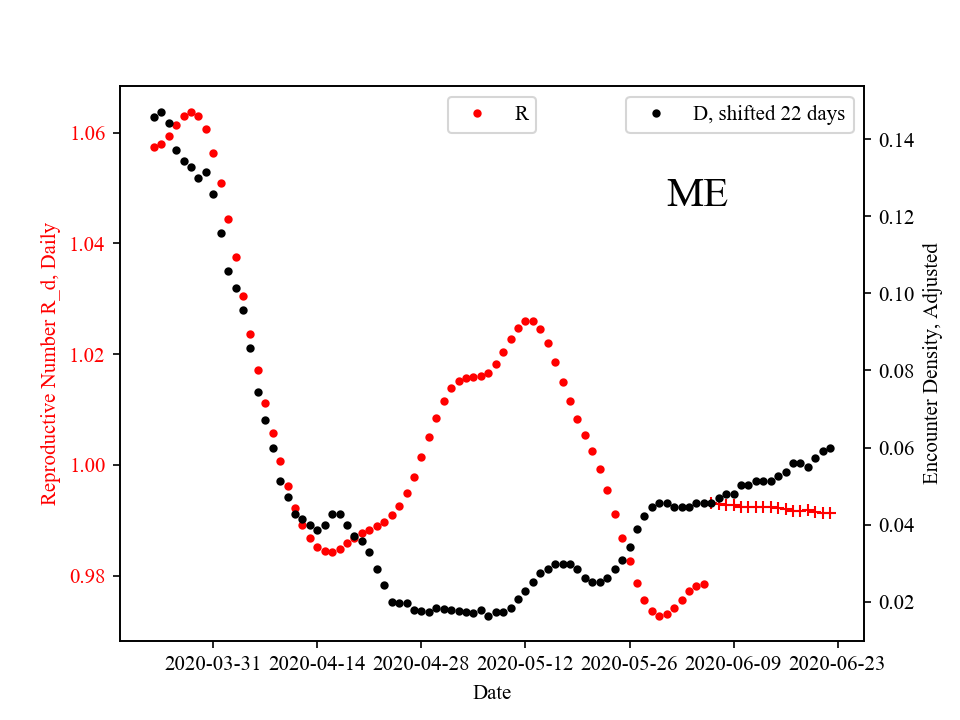 R
D, shifted 22 days
ME
Reproductive Number R_d, Daily
1.06
1.04
1.02
1.00
0.98
0.14
0.12
0.10
0.08
0.06
0.04
0.02
Encounter Density, Adjusted
2020-03-31 2020-04-14 2020-04-28 2020-05-12 2020-05-26 2020-06-09 2020-06-23
Date